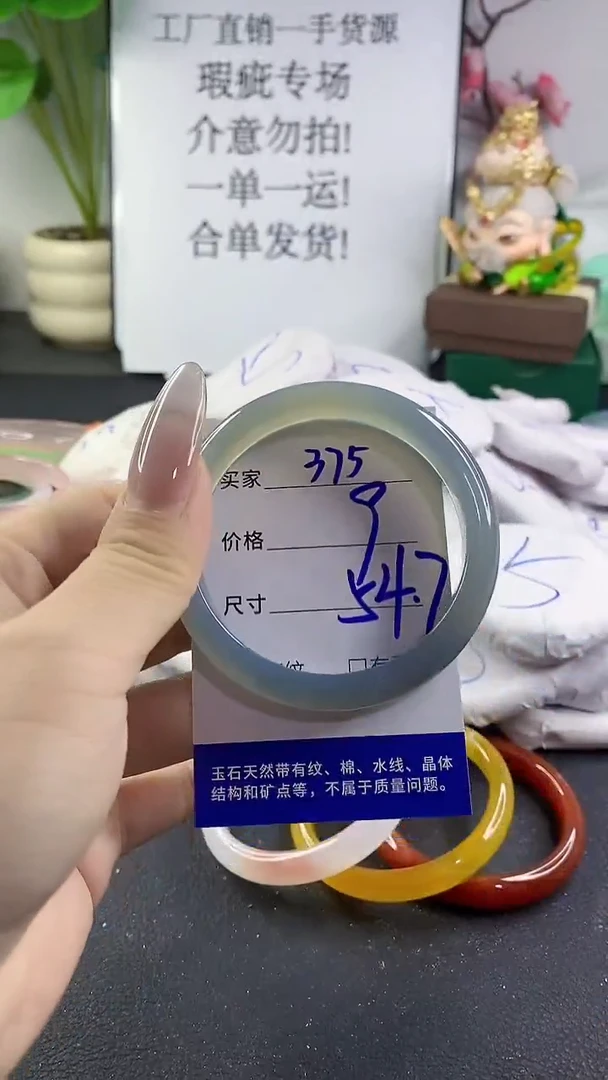 工厂直销一手货源
瑕疵专场
介意勿拍!
一单一运!
合单发货!
买家 375
价格 9
尺寸 54.7
纹
玉石天然带有纹、棉、水线、晶体
结构和矿点等，不属于质量问题。
5